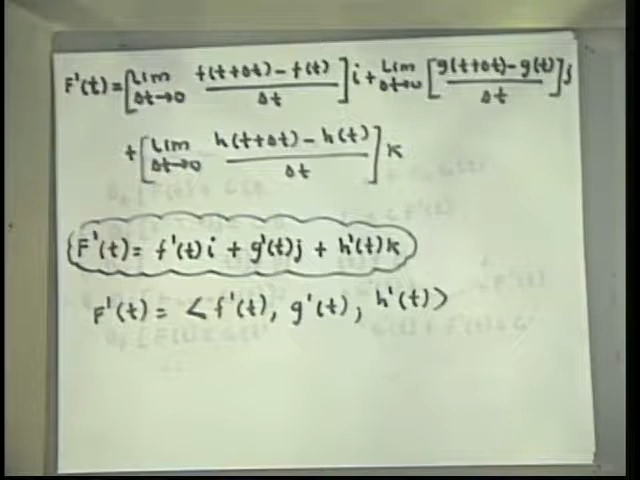 F'(t) = [Lim Δt→0 f(t+Δt) - f(t) / Δt] i + Lim Δt→0 [g(t+Δt) - g(t) / Δt] j
+ [Lim Δt→0 h(t+Δt) - h(t) / Δt] k
F'(t) = f'(t) i + g'(t) j + h'(t) k
F'(t) = < f'(t), g'(t), h'(t) >